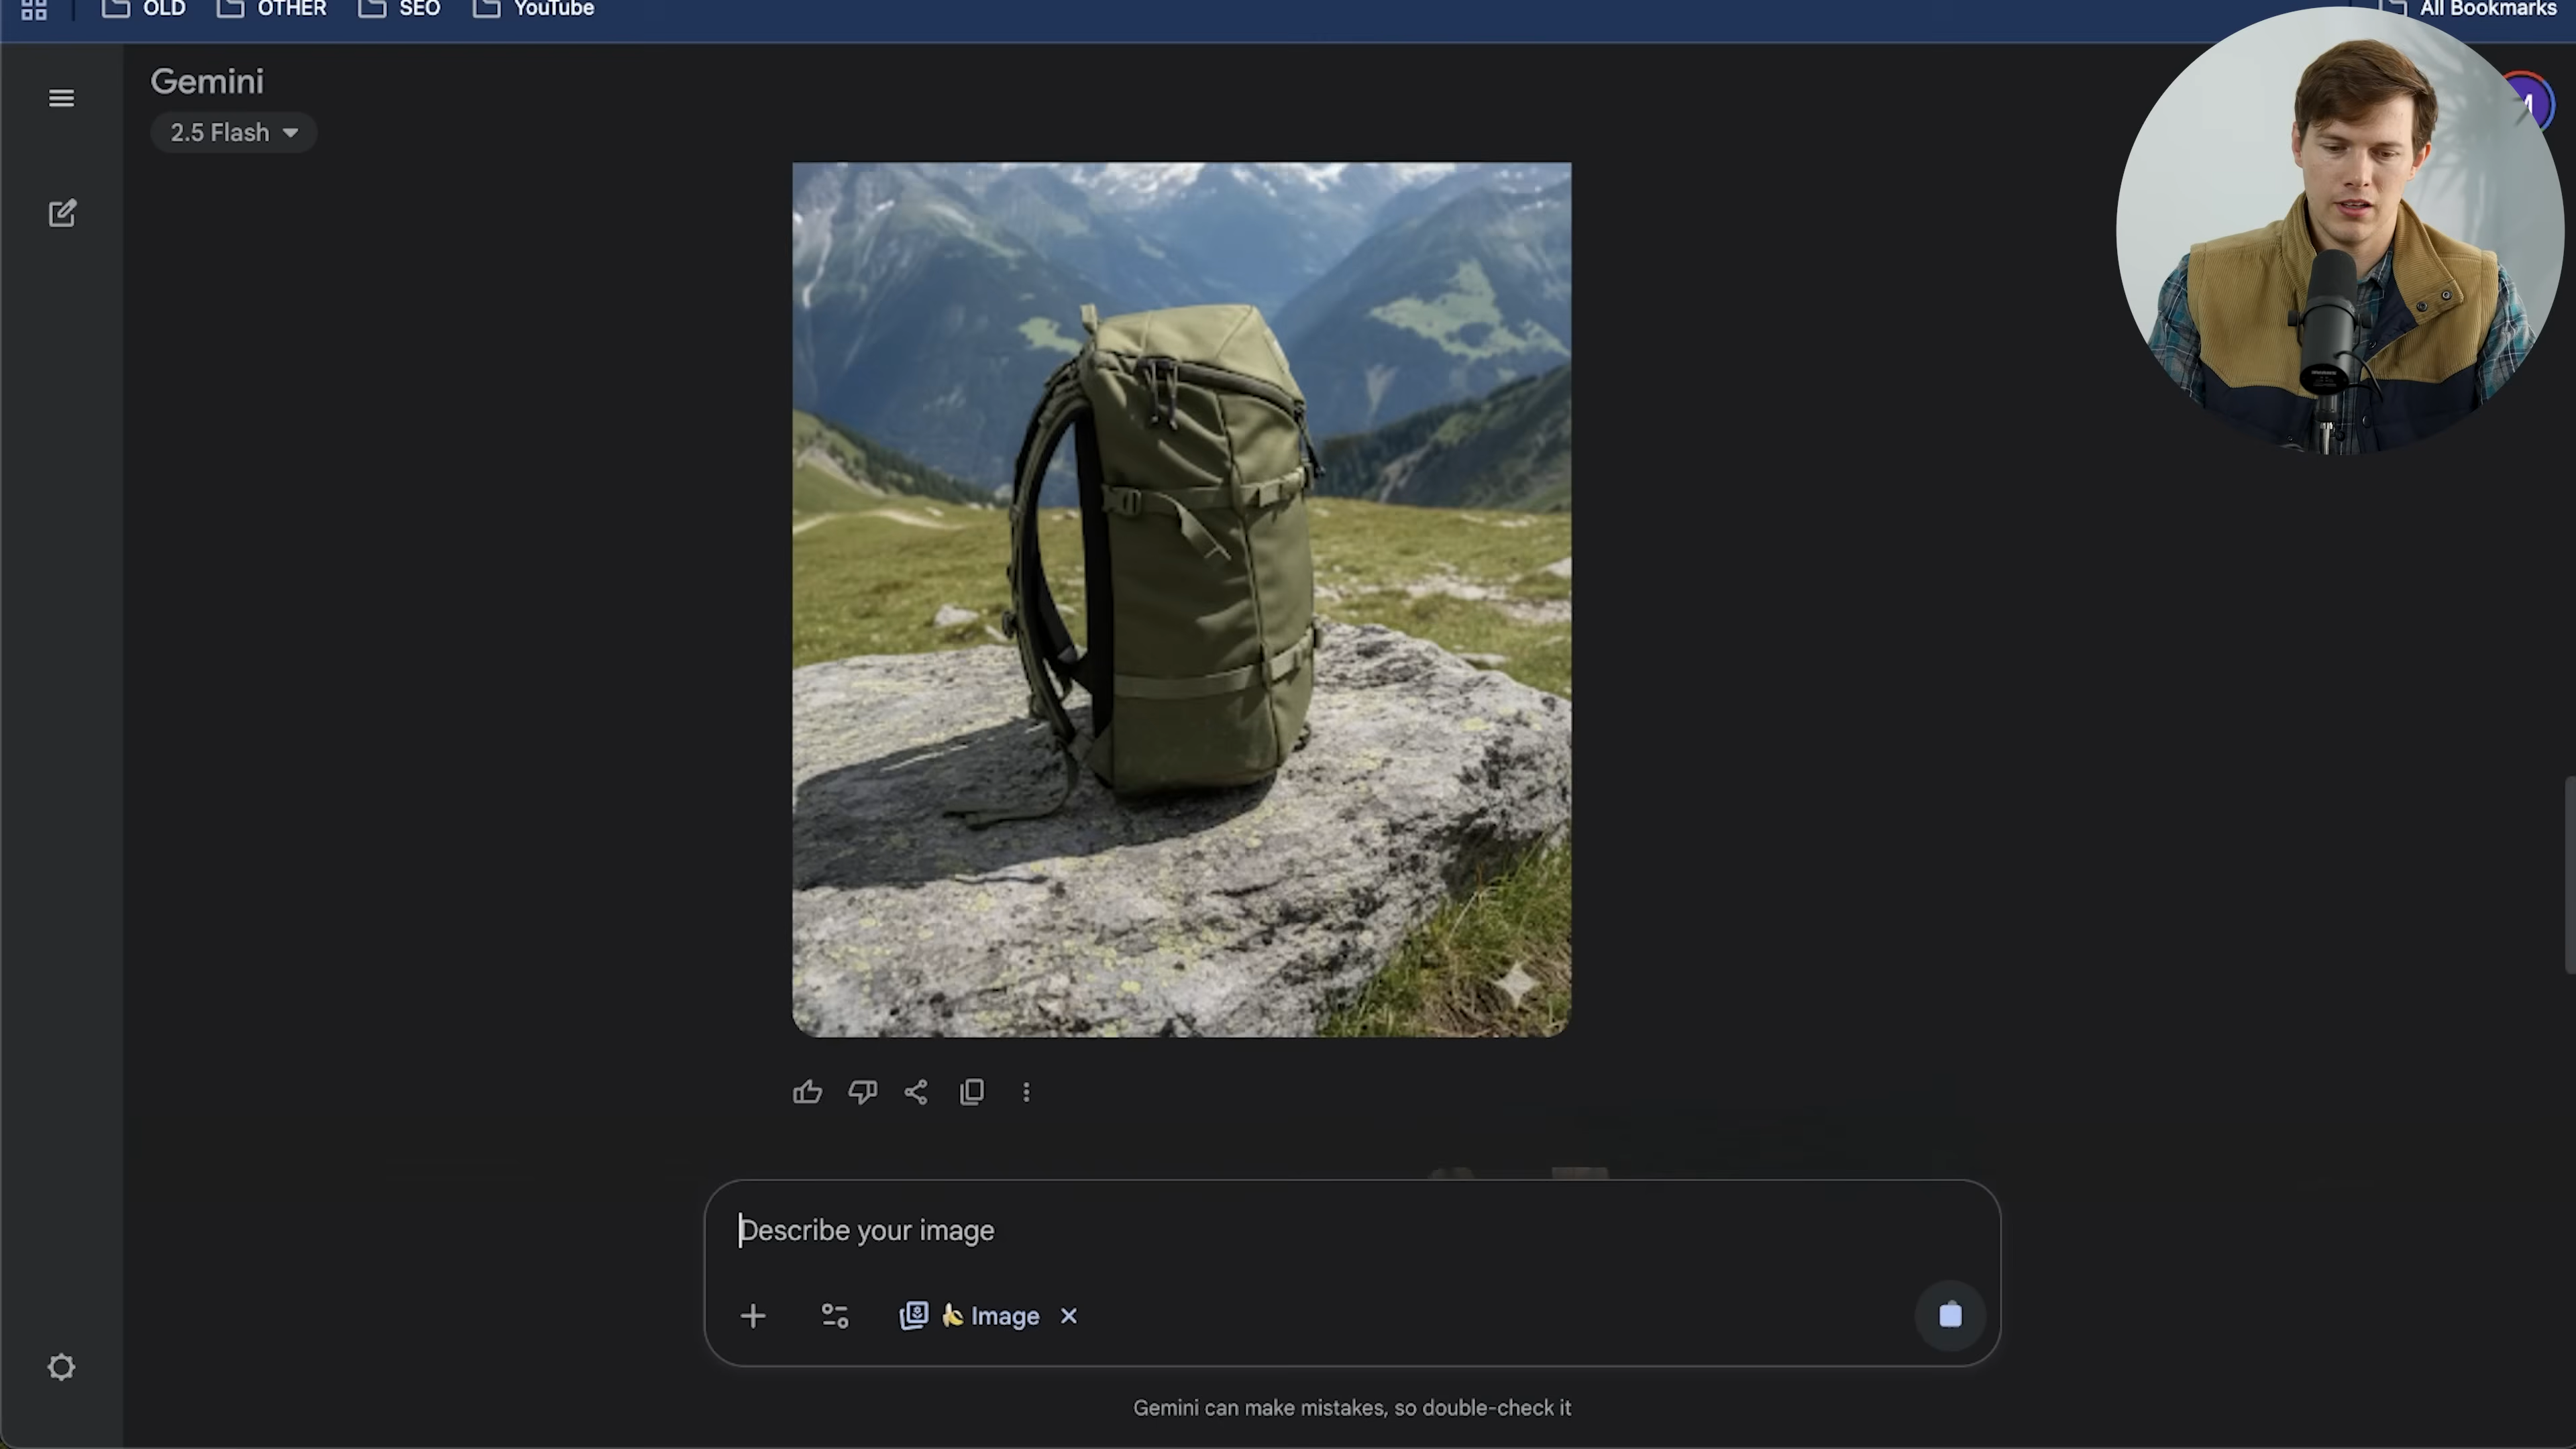 OLD OTHER SEO YouTube All Bookmarks
Gemini
2.5 Flash
Describe your image
Image
Gemini can make mistakes, so double-check it